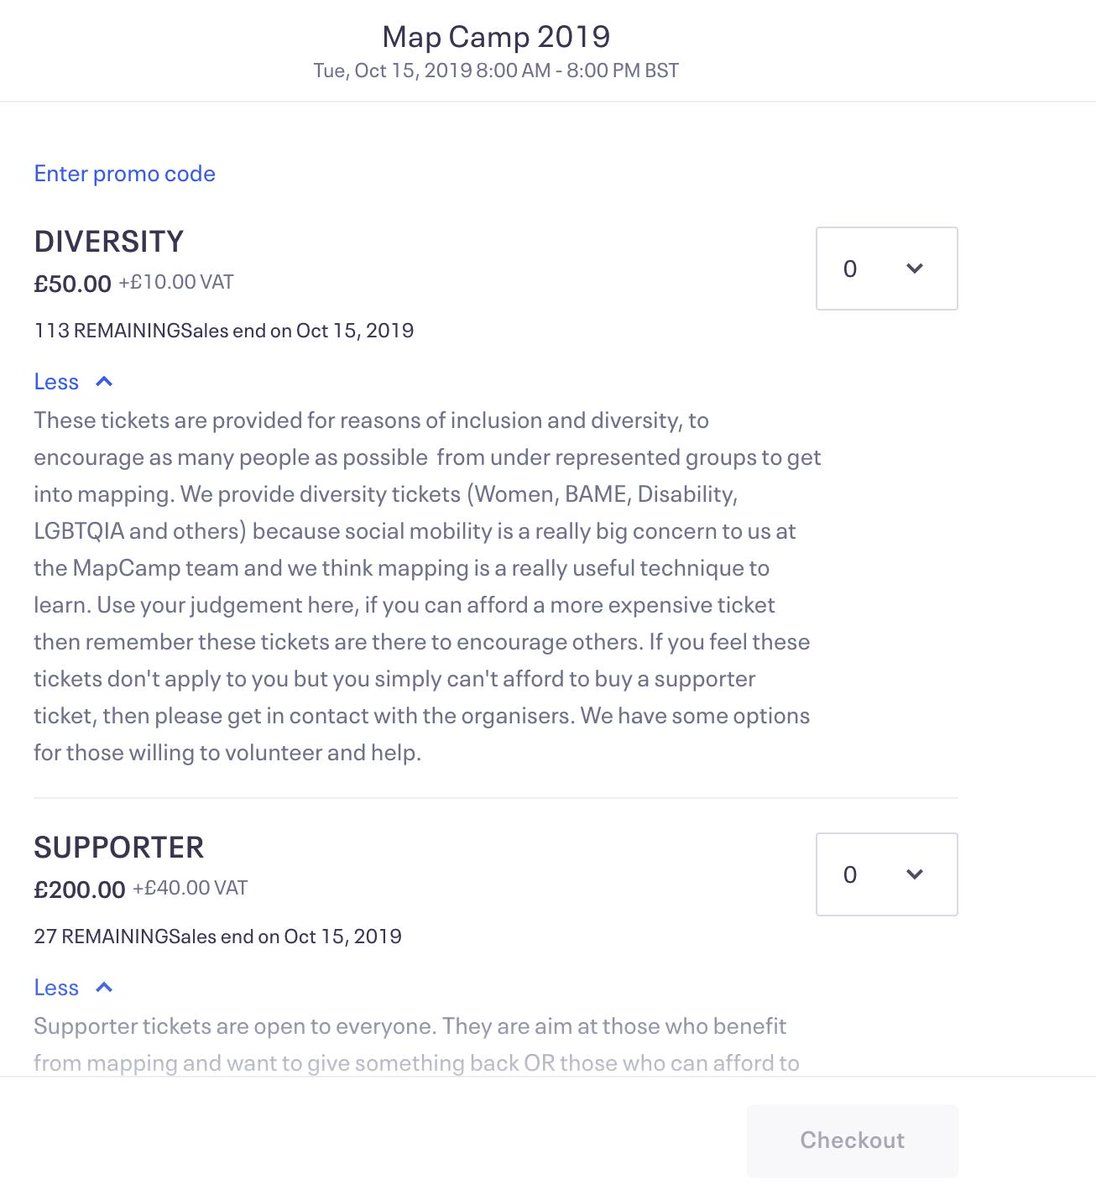 Map Camp 2019
Tue, Oct 15, 2019 8:00 AM - 8:00 PM BST
Enter promo code
DIVERSITY
£50.00 +£10.00 VAT
0
113 REMAININGSales end on Oct 15, 2019
Less
These tickets are provided for reasons of inclusion and diversity, to
encourage as many people as possible  from under represented groups to get
into mapping. We provide diversity tickets (Women, BAME, Disability,
LGBTQIA and others) because social mobility is a really big concern to us at
the MapCamp team and we think mapping is a really useful technique to
learn. Use your judgement here, if you can afford a more expensive ticket
then remember these tickets are there to encourage others. If you feel these
tickets don't apply to you but you simply can't afford to buy a supporter
ticket, then please get in contact with the organisers. We have some options
for those willing to volunteer and help.
SUPPORTER
£200.00 +£40.00 VAT
0
27 REMAININGSales end on Oct 15, 2019
Less
Supporter tickets are open to everyone. They are aim at those who benefit
from mapping and want to give something back OR those who can afford to
Checkout